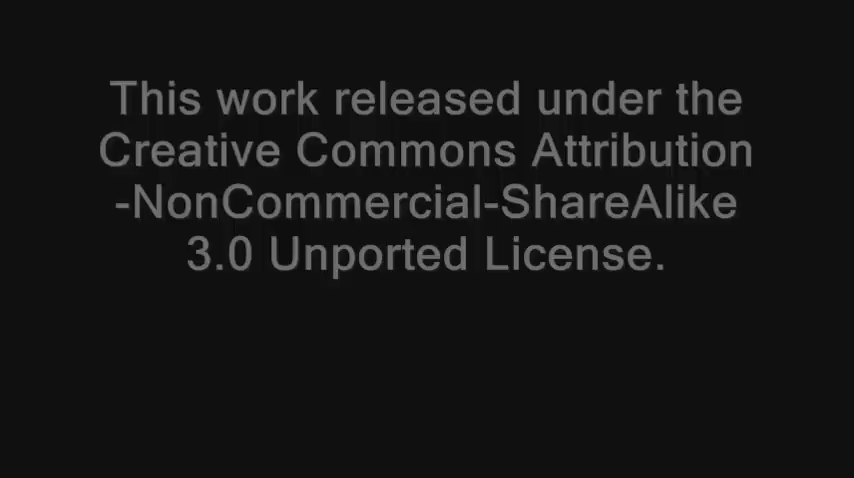 This work released under the
Creative Commons Attribution
-NonCommercial-ShareAlike
3.0 Unported License.